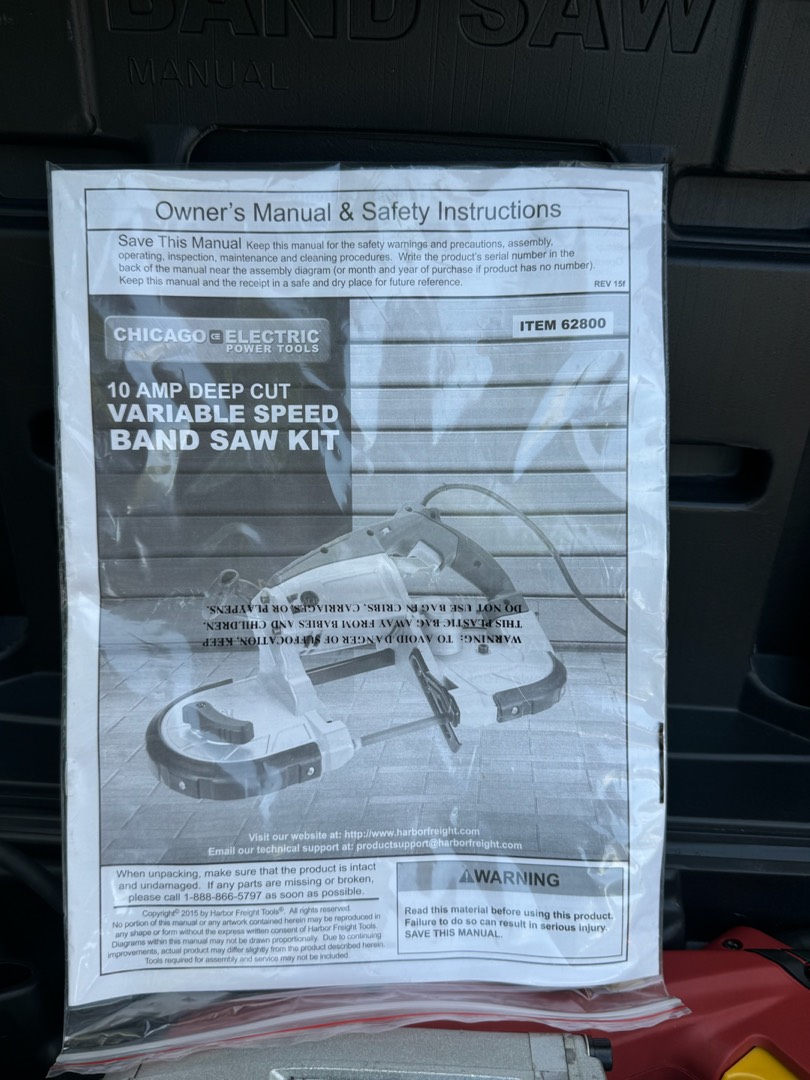 BAND SAW
MANUAL
Owner's Manual & Safety Instructions
Save This Manual Keep this manual for the safety warnings and precautions, assembly,
operating, inspection, maintenance and cleaning procedures. Write the product's serial number in the
back of the manual near the assembly diagram (or month and year of purchase if product has no number).
Keep this manual and the receipt in a safe and dry place for future reference.
REV 15f
CHICAGO CE ELECTRIC
POWER TOOLS
ITEM 62800
10 AMP DEEP CUT
VARIABLE SPEED
BAND SAW KIT
WARNING: TO AVOID DANGER OF SUFFOCATION, KEEP
THIS PLASTIC BAG AWAY FROM BABIES AND CHILDREN.
DO NOT USE BAG IN CRIBS, CARRIAGES OR PLAYPENS.
Visit our website at: http://www.harborfreight.com
Email our technical support at: productsupport@harborfreight.com
When unpacking, make sure that the product is intact
and undamaged. If any parts are missing or broken,
please call 1-888-866-5797 as soon as possible.
Copyright© 2015 by Harbor Freight Tools®. All rights reserved.
No portion of this manual or any artwork contained herein may be reproduced in
any shape or form without the express written consent of Harbor Freight Tools.
Diagrams within this manual may not be drawn proportionally. Due to continuing
improvements, actual product may differ slightly from the product described herein.
Tools required for assembly and service may not be included.
⚠WARNING
Read this material before using this product.
Failure to do so can result in serious injury.
SAVE THIS MANUAL.